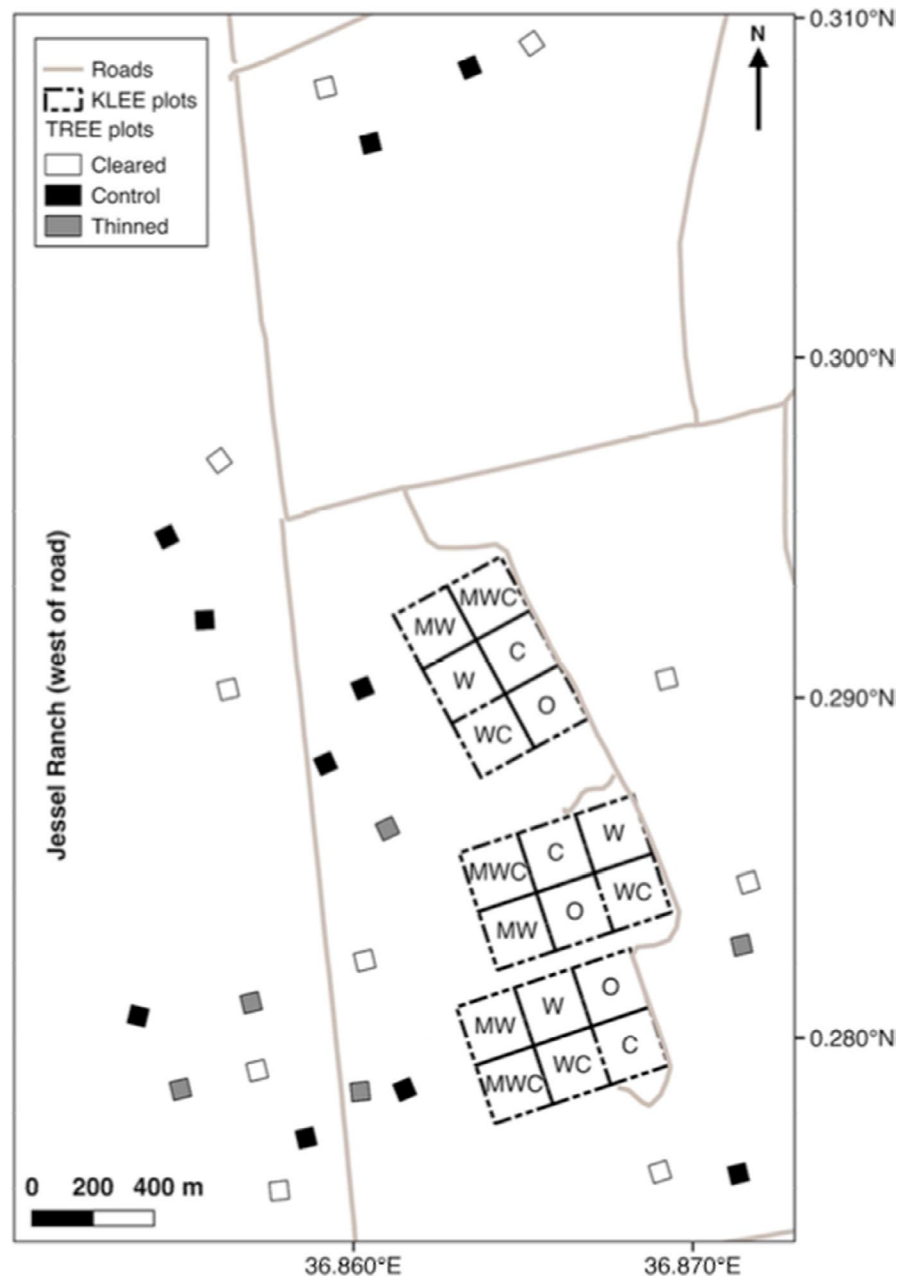 0.310°N
N
Roads
KLEE plots
TREE plots
Cleared
Control
Thinned
0.300°N
Jessel Ranch (west of road)
MWC
MW
C
W
O
WC
0.290°N
W
C
MWC
WC
O
MW
O
W
MW
0.280°N
C
WC
MWC
0 200 400 m
36.860°E 36.870°E